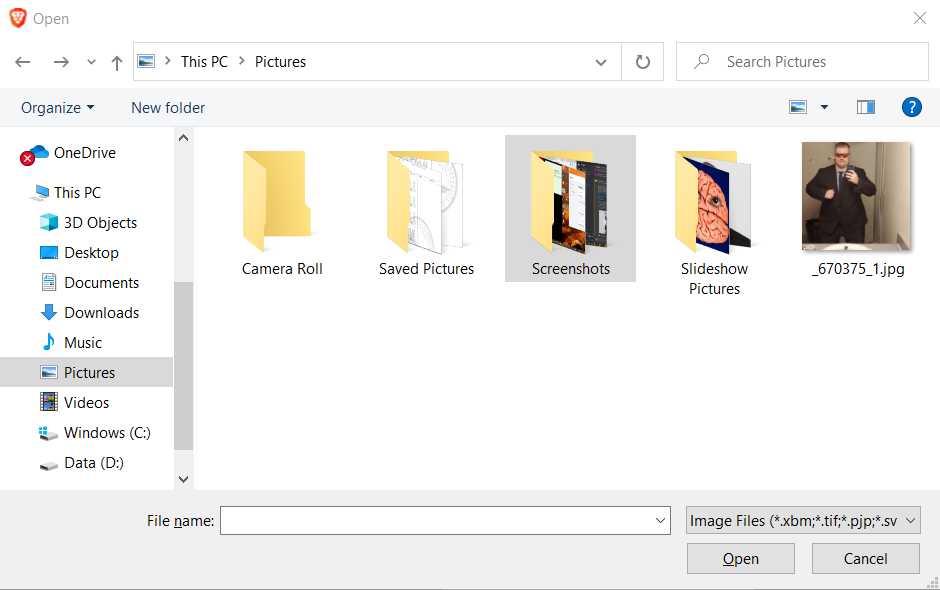 Open
This PC > Pictures
Search Pictures
Organize
New folder
?
OneDrive
This PC
3D Objects
Desktop
Documents
Downloads
Music
Pictures
Videos
Windows (C:)
Data (D:)
Camera Roll
Saved Pictures
Screenshots
Slideshow
Pictures
_670375_1.jpg
File name:
Image Files (*.xbm;*.tif;*.pjp;*.sv
Open
Cancel